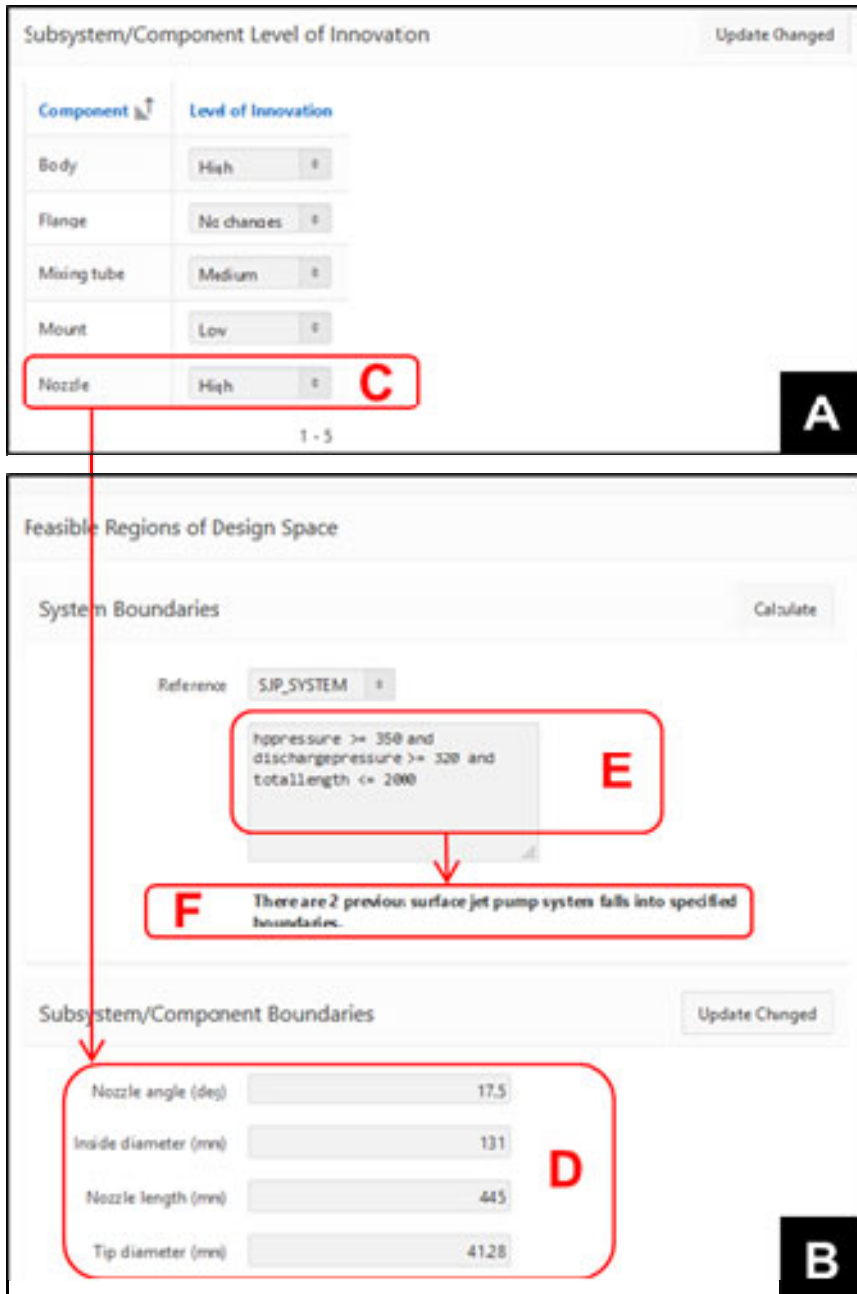 Subsystem/Component Level of Innovation
Update Changed
Component
Level of Innovation
Body
High
Flange
No changes
Mixing tube
Medium
Mount
Low
Nozzle
High
C
1 - 5
A
Feasible Regions of Design Space
System Boundaries
Calculate
Reference
SJP_SYSTEM
E
hppressure >= 350 and
dischargepressure >= 320 and
totallength <= 2000
F
There are 2 previous surface jet pump system falls into specified
boundaries.
Subsystem/Component Boundaries
Update Changed
Nozzle angle (deg)
17.5
Inside diameter (mm)
131
D
Nozzle length (mm)
445
Tip diameter (mm)
41.28
B